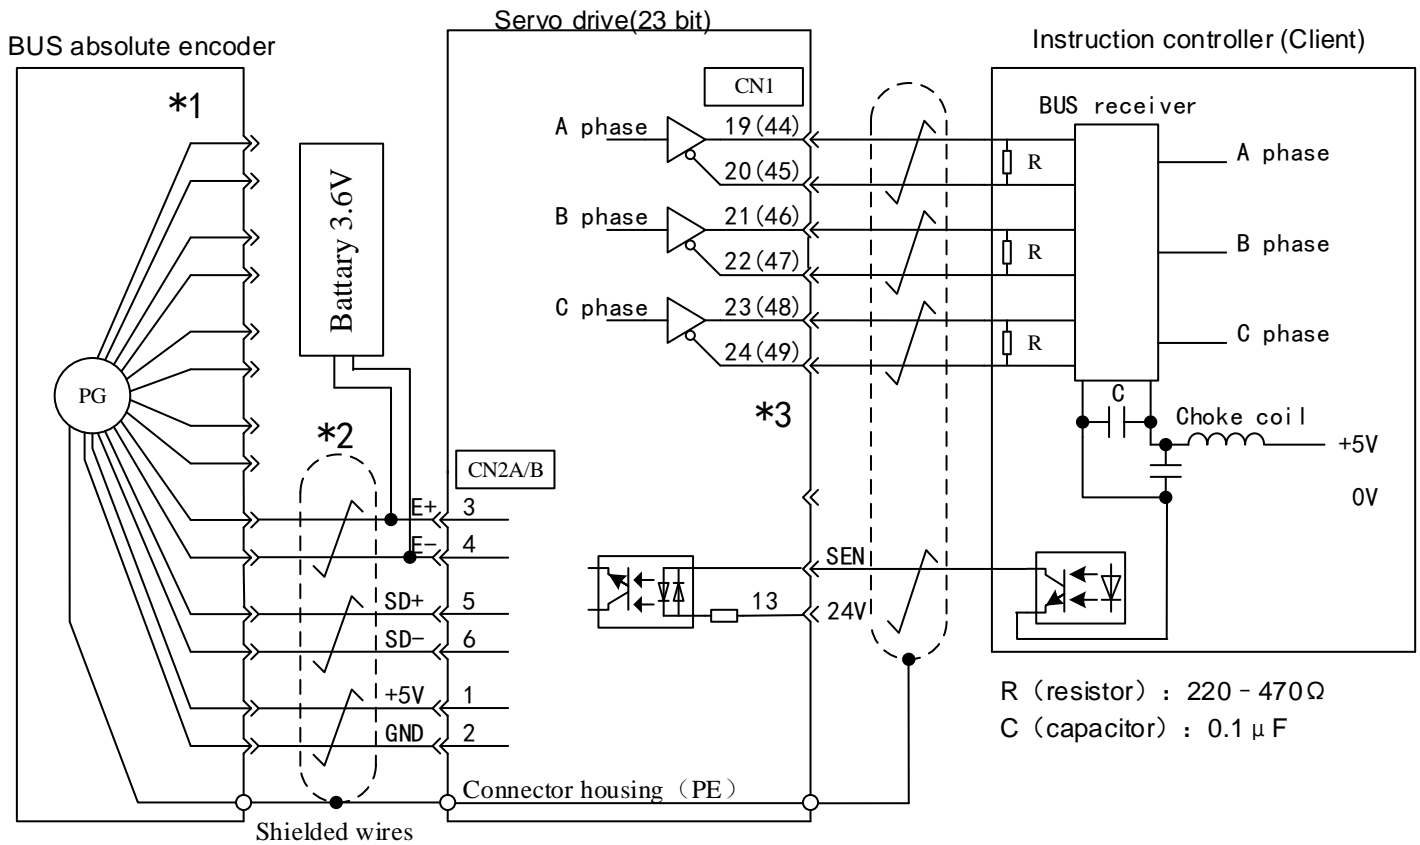 Servo drive(23 bit)
BUS absolute encoder
Instruction controller (Client)
*1
CN1
BUS receiver
A phase
19(44)
20(45)
R
A phase
Battary 3.6V
B phase
21(46)
22(47)
R
B phase
C phase
23(48)
24(49)
R
C phase
PG
C
*3
Choke coil
+5V
*2
CN2A/B
0V
E+
3
E-
4
SEN
SD+
5
13
24V
SD-
6
+5V
1
GND
2
R（resistor）：220－470Ω
C（capacitor）：0.1μF
Connector housing（PE）
Shielded wires